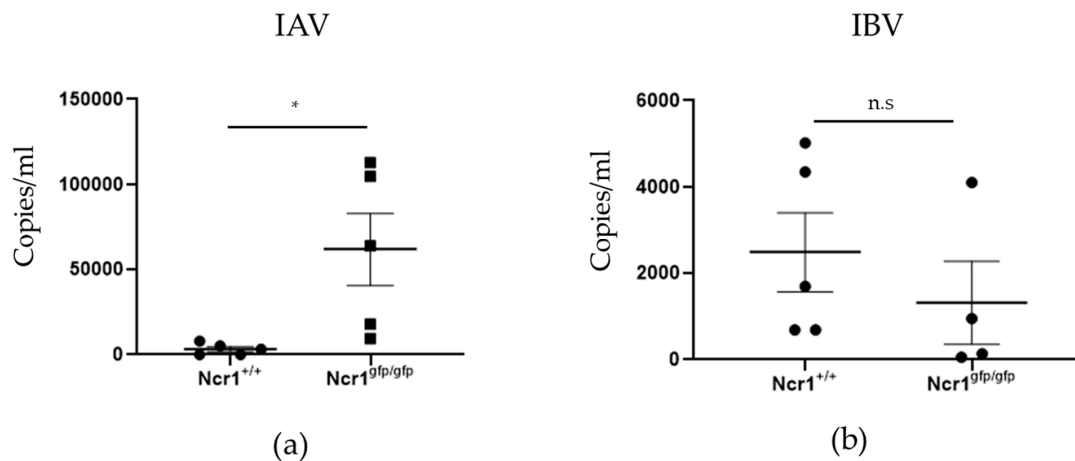 IAV
IBV
150000
100000
50000
0
Copies/ml
*
Ncr1+/+
Ncr1gfp/gfp
(a)
6000
4000
2000
0
Copies/ml
n.s
Ncr1+/+
Ncr1gfp/gfp
(b)